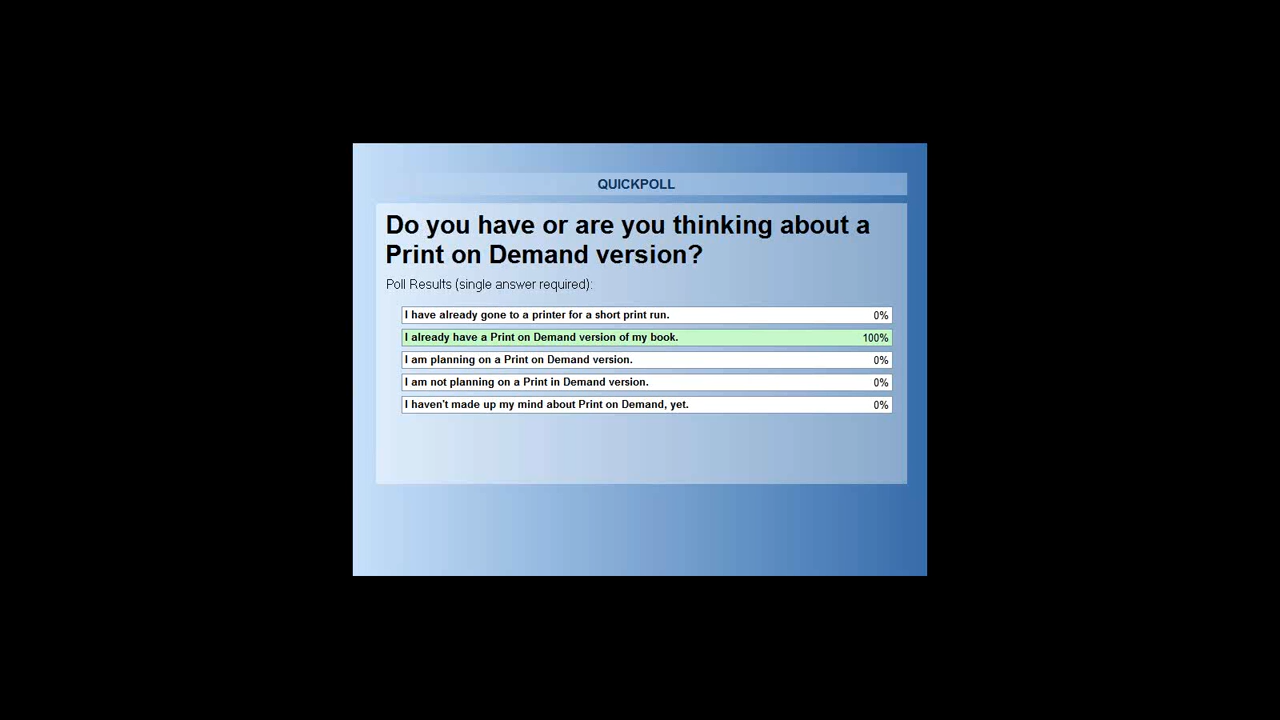 QUICKPOLL
Do you have or are you thinking about a
Print on Demand version?
Poll Results (single answer required):
I have already gone to a printer for a short print run. 0%
I already have a Print on Demand version of my book. 100%
I am planning on a Print on Demand version. 0%
I am not planning on a Print in Demand version. 0%
I haven't made up my mind about Print on Demand, yet. 0%